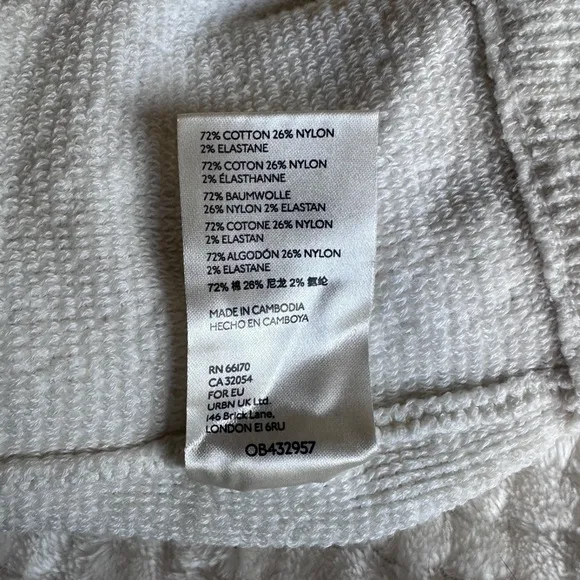 72% COTTON 26% NYLON
2% ELASTANE
72% COTON 26% NYLON
2% ÉLASTHANNE
72% BAUMWOLLE
26% NYLON 2% ELASTAN
72% COTONE 26% NYLON
2% ELASTAN
72% ALGODÓN 26% NYLON
2% ELASTANE
72% 棉 26% 尼龙 2% 氨纶
MADE IN CAMBODIA
HECHO EN CAMBOYA
RN 66170
CA 32054
FOR EU
URBN UK Ltd.
146 Brick Lane,
LONDON E1 6RU
OB432957